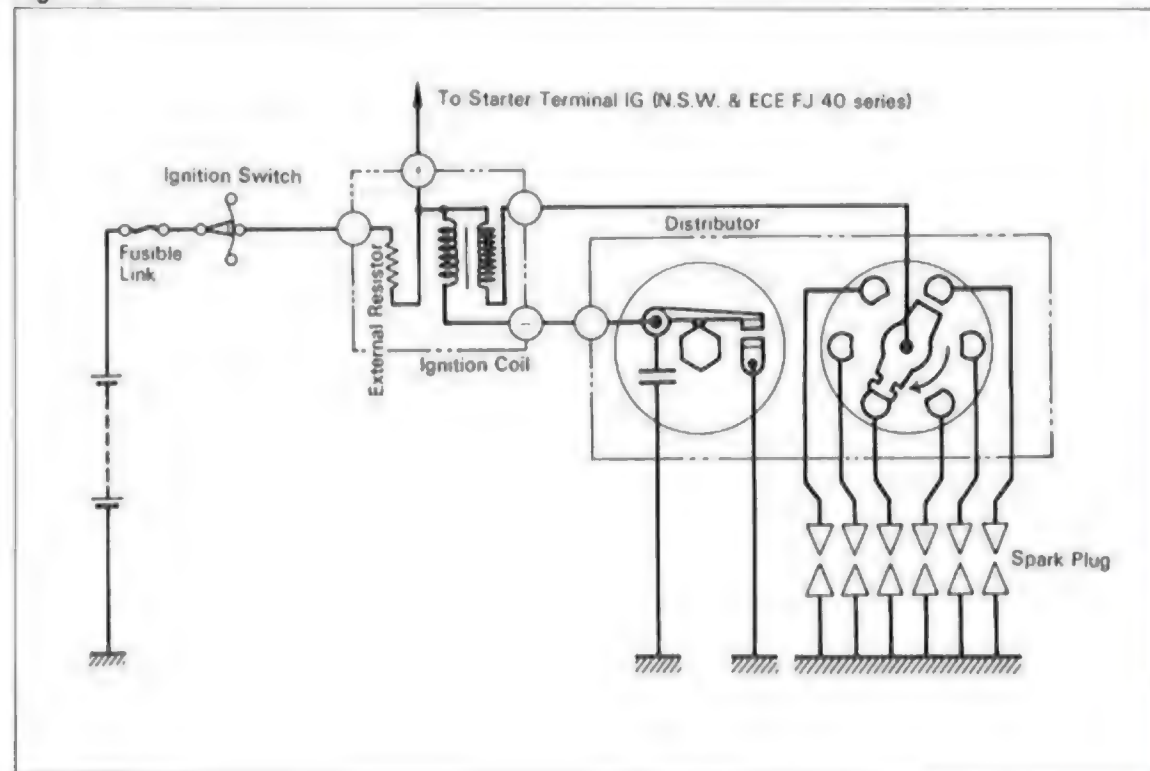 To Starter Terminal IG (N.S.W. & ECE FJ 40 series)
Ignition Switch
Fusible
Link
External Resistor
+
-
Ignition Coil
Distributor
Spark Plug